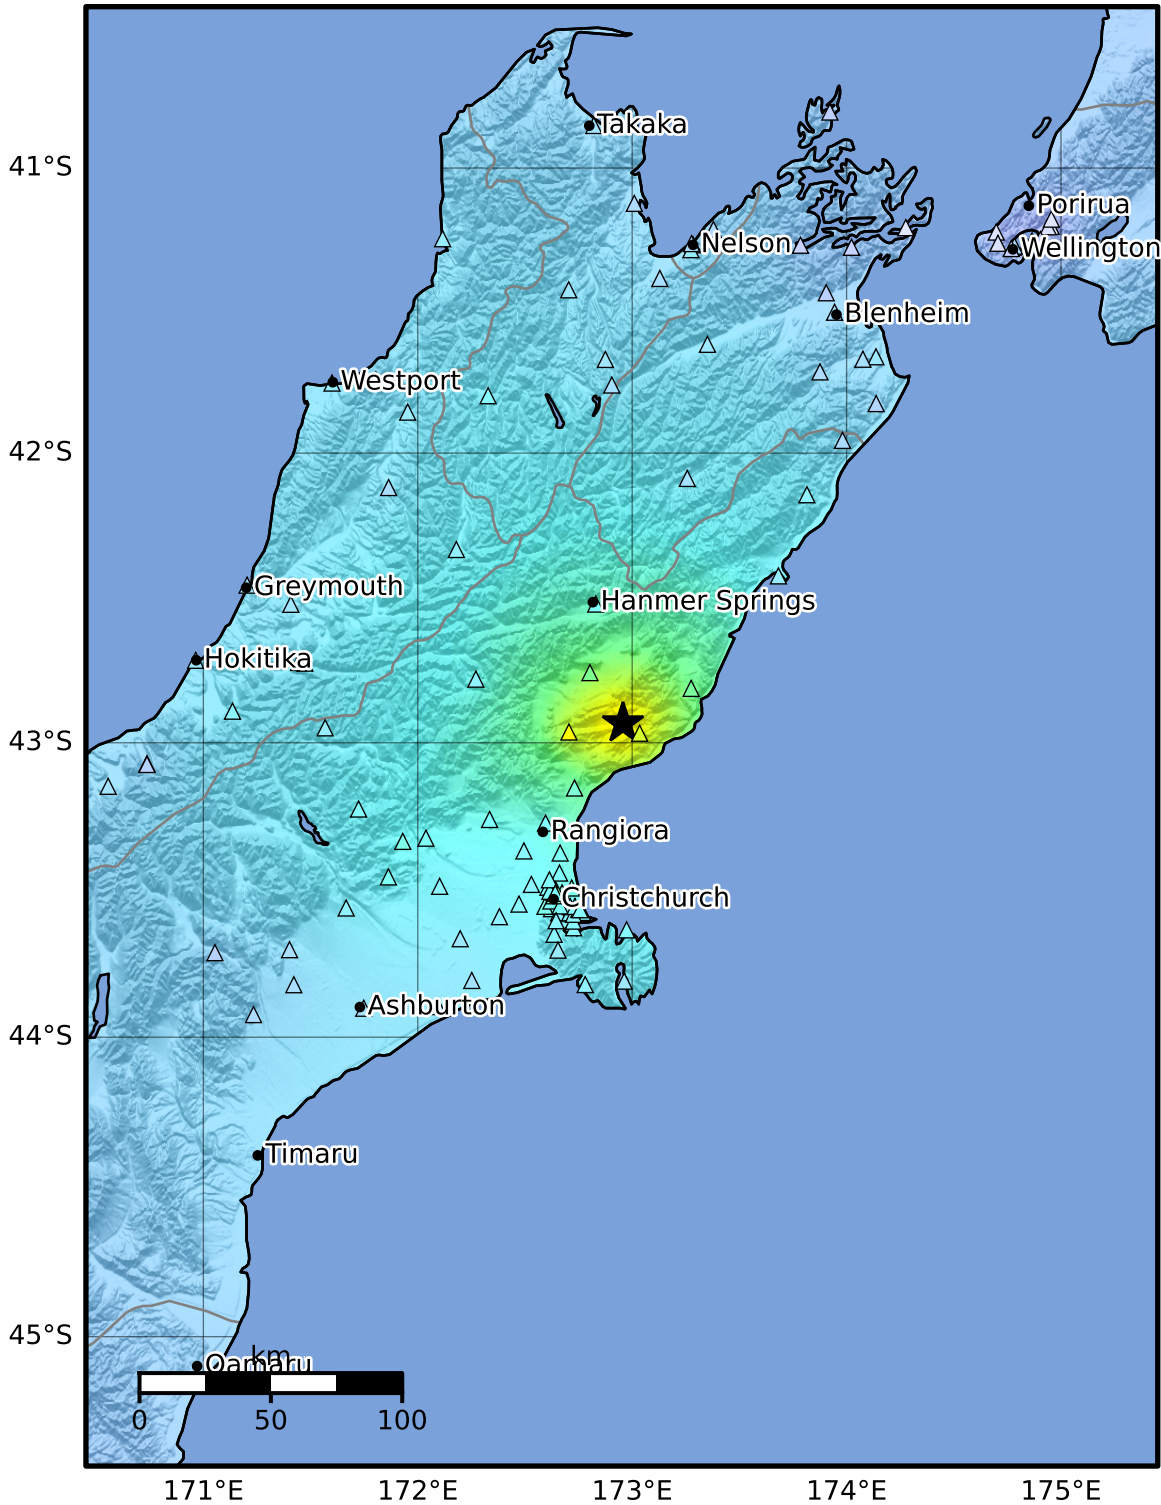 Takaka
41°S
Porirua
Nelson
Wellington
Blenheim
Westport
42°S
Greymouth
Hanmer Springs
Hokitika
43°S
Rangiora
Christchurch
Ashburton
44°S
Timaru
45°S
km
Oamaru
0 50 100
171°E 172°E 173°E 174°E 175°E